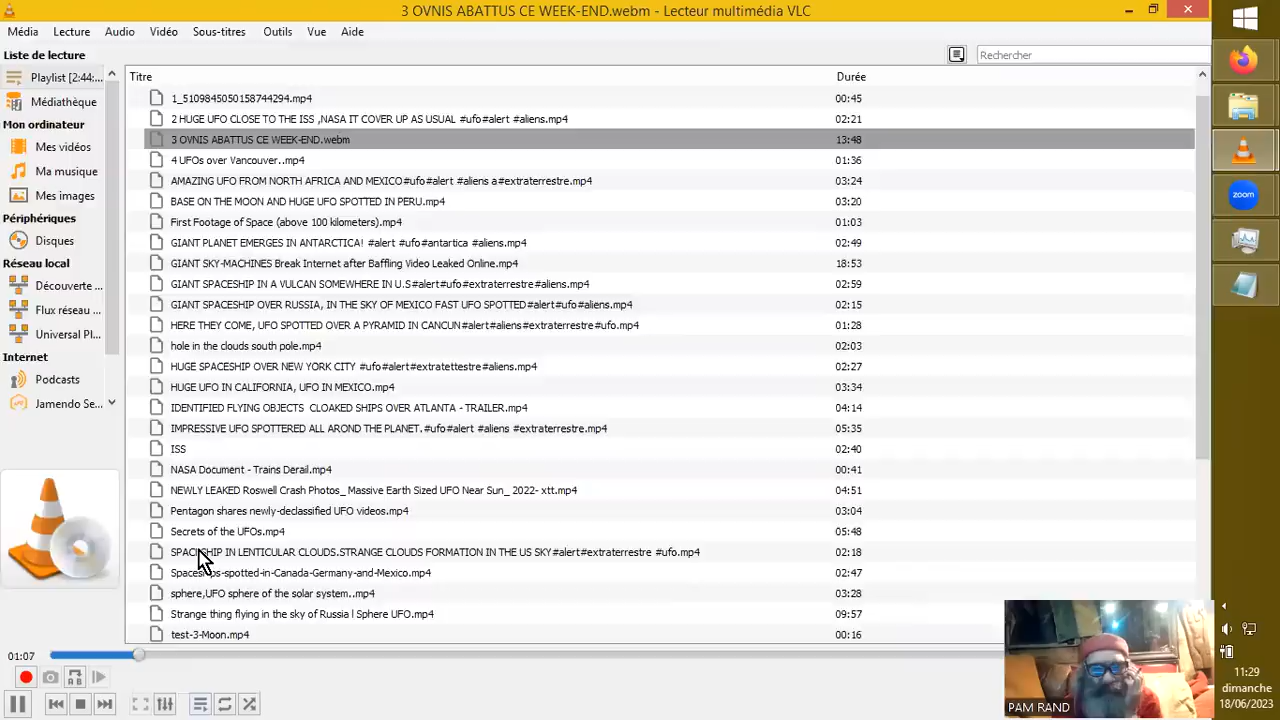 3 OVNIS ABATTUS CE WEEK-END.webm - Lecteur multimédia VLC
Média Lecture Audio Vidéo Sous-titres Outils Vue Aide
Liste de lecture
Rechercher
Playlist [2:44:...
Médiathèque
Mon ordinateur
Mes vidéos
Ma musique
Mes images
Périphériques
Disques
Réseau local
Découverte ...
Flux réseau ...
Universal Pl...
Internet
Podcasts
Jamendo Se...
Titre Durée
1_5109845050158744294.mp4 00:45
2 HUGE UFO CLOSE TO THE ISS ,NASA IT COVER UP AS USUAL #ufo#alert #aliens.mp4 02:21
3 OVNIS ABATTUS CE WEEK-END.webm 13:48
4 UFOs over Vancouver..mp4 01:36
AMAZING UFO FROM NORTH AFRICA AND MEXICO#ufo#alert #aliens a#extraterrestre.mp4 03:24
BASE ON THE MOON AND HUGE UFO SPOTTED IN PERU.mp4 03:20
First Footage of Space (above 100 kilometers).mp4 01:03
GIANT PLANET EMERGES IN ANTARCTICA! #alert #ufo#antartica #aliens.mp4 02:49
GIANT SKY-MACHINES Break Internet after Baffling Video Leaked Online.mp4 18:53
GIANT SPACESHIP IN A VULCAN SOMEWHERE IN U.S#alert#ufo#extraterrestre#aliens.mp4 02:59
GIANT SPACESHIP OVER RUSSIA, IN THE SKY OF MEXICO FAST UFO SPOTTED#alert#ufo#aliens.mp4 02:15
HERE THEY COME, UFO SPOTTED OVER A PYRAMID IN CANCUN#alert#aliens#extraterrestre#ufo.mp4 01:28
hole in the clouds south pole.mp4 02:03
HUGE SPACESHIP OVER NEW YORK CITY #ufo#alert#extratettestre#aliens.mp4 02:27
HUGE UFO IN CALIFORNIA, UFO IN MEXICO.mp4 03:34
IDENTIFIED FLYING OBJECTS CLOAKED SHIPS OVER ATLANTA - TRAILER.mp4 04:14
IMPRESSIVE UFO SPOTTERED ALL AROND THE PLANET.#ufo#alert #aliens #extraterrestre.mp4 05:35
ISS 02:40
NASA Document - Trains Derail.mp4 00:41
NEWLY LEAKED Roswell Crash Photos_ Massive Earth Sized UFO Near Sun_ 2022- xtt.mp4 04:51
Pentagon shares newly-declassified UFO videos.mp4 03:04
Secrets of the UFOs.mp4 05:48
IN LENTICULAR CLOUDS.STRANGE CLOUDS FORMATION IN THE US SKY#alert#extraterrestre #ufo.mp4 02:18
-spotted-in-Canada-Germany-and-Mexico.mp4 02:47
sphere,UFO sphere of the solar system..mp4 03:28
Strange thing flying in the sky of Russia l Sphere UFO.mp4 09:57
test-3-Moon.mp4 00:16
01:07
zoom
PAM RAND
11:29
dimanche
18/06/2023